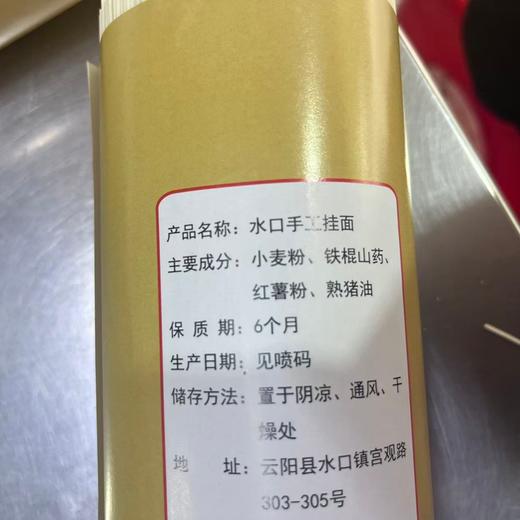 产品名称：水口手工挂面
主要成分：小麦粉、铁棍山药、
红薯粉、熟猪油
保质期：6个月
生产日期：见喷码
储存方法：置于阴凉、通风、干
燥处
地址：云阳县水口镇宫观路
303-305号